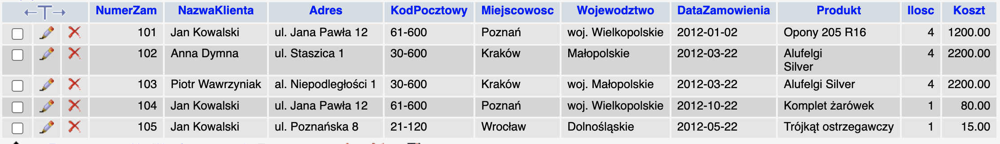 NumerZam NazwaKlienta Adres KodPocztowy Miejscowosc Wojewodztwo DataZamowienia Produkt Ilosc Koszt
101 Jan Kowalski ul. Jana Pawła 12 61-600 Poznań woj. Wielkopolskie 2012-01-02 Opony 205 R16 4 1200.00
102 Anna Dymna ul. Staszica 1 30-600 Kraków Małopolskie 2012-03-22 Alufelgi 4 2200.00
Silver
103 Piotr Wawrzyniak al. Niepodległości 1 30-600 Kraków woj. Małopolskie 2012-03-22 Alufelgi Silver 4 2200.00
104 Jan Kowalski ul. Jana Pawła 12 61-600 Poznań woj. Wielkopolskie 2012-10-22 Komplet żarówek 1 80.00
105 Jan Kowalski ul. Poznańska 8 21-120 Wrocław Dolnośląskie 2012-05-22 Trójkąt ostrzegawczy 1 15.00